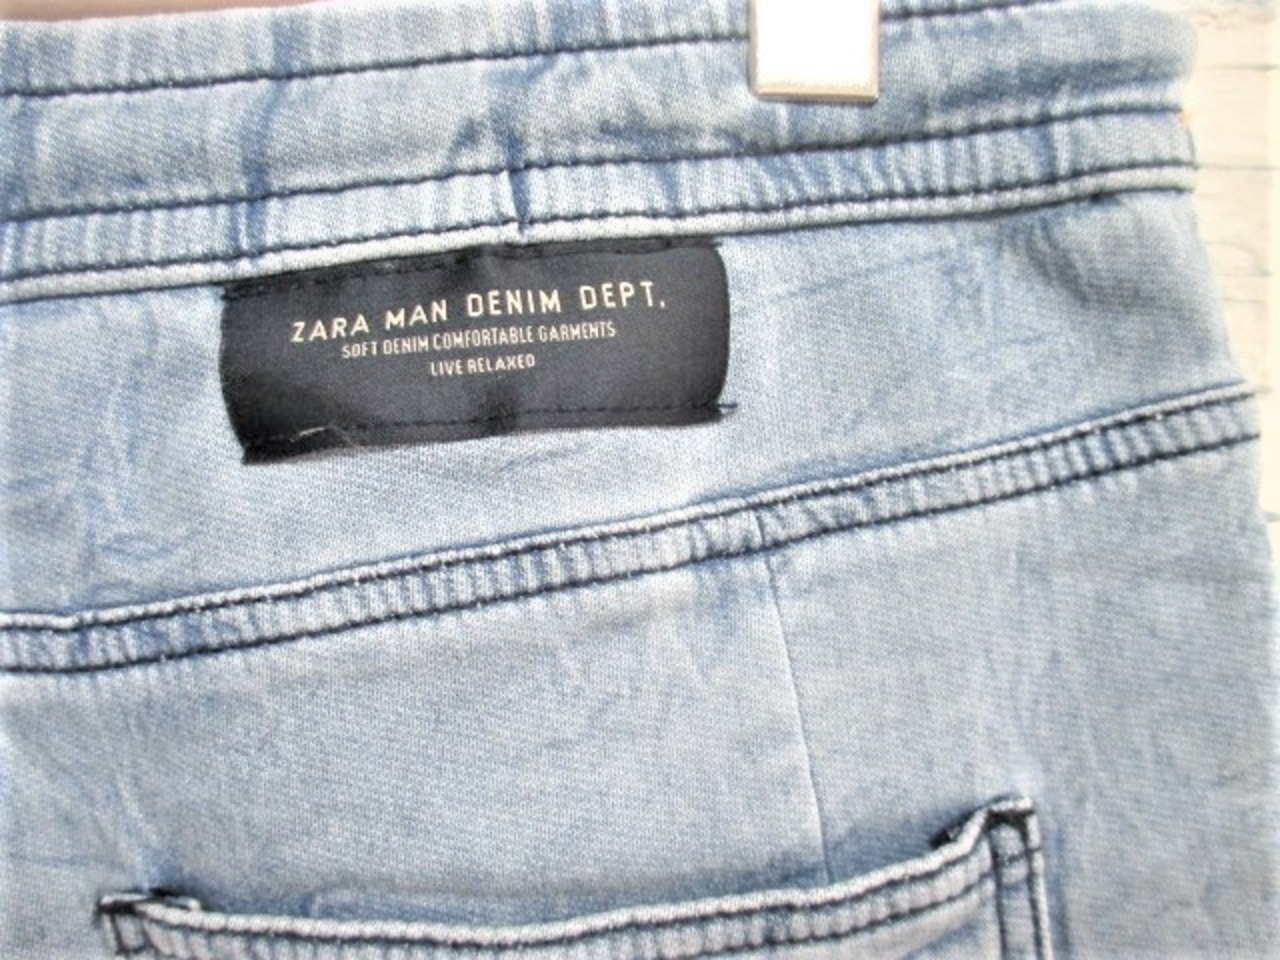 ZARA MAN DENIM DEPT.
SOFT DENIM COMFORTABLE GARMENTS
LIVE RELAXED